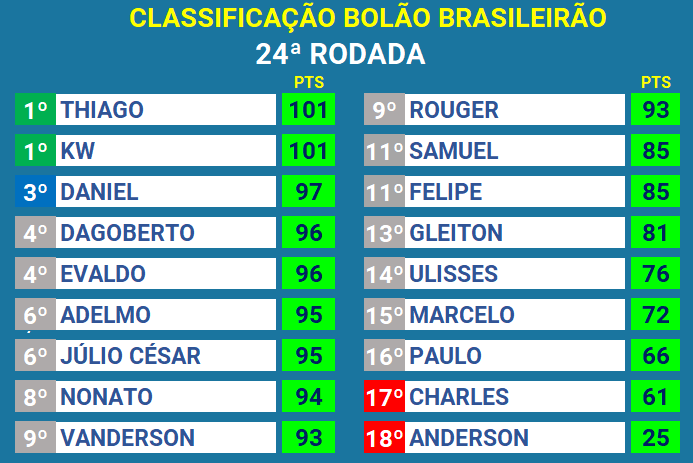 CLASSIFICAÇÃO BOLÃO BRASILEIRÃO
24ª RODADA
PTS
1º THIAGO 101
1º KW 101
3º DANIEL 97
4º DAGOBERTO 96
4º EVALDO 96
6º ADELMO 95
6º JÚLIO CÉSAR 95
8º NONATO 94
9º VANDERSON 93
PTS
9º ROUGER 93
11º SAMUEL 85
11º FELIPE 85
13º GLEITON 81
14º ULISSES 76
15º MARCELO 72
16º PAULO 66
17º CHARLES 61
18º ANDERSON 25